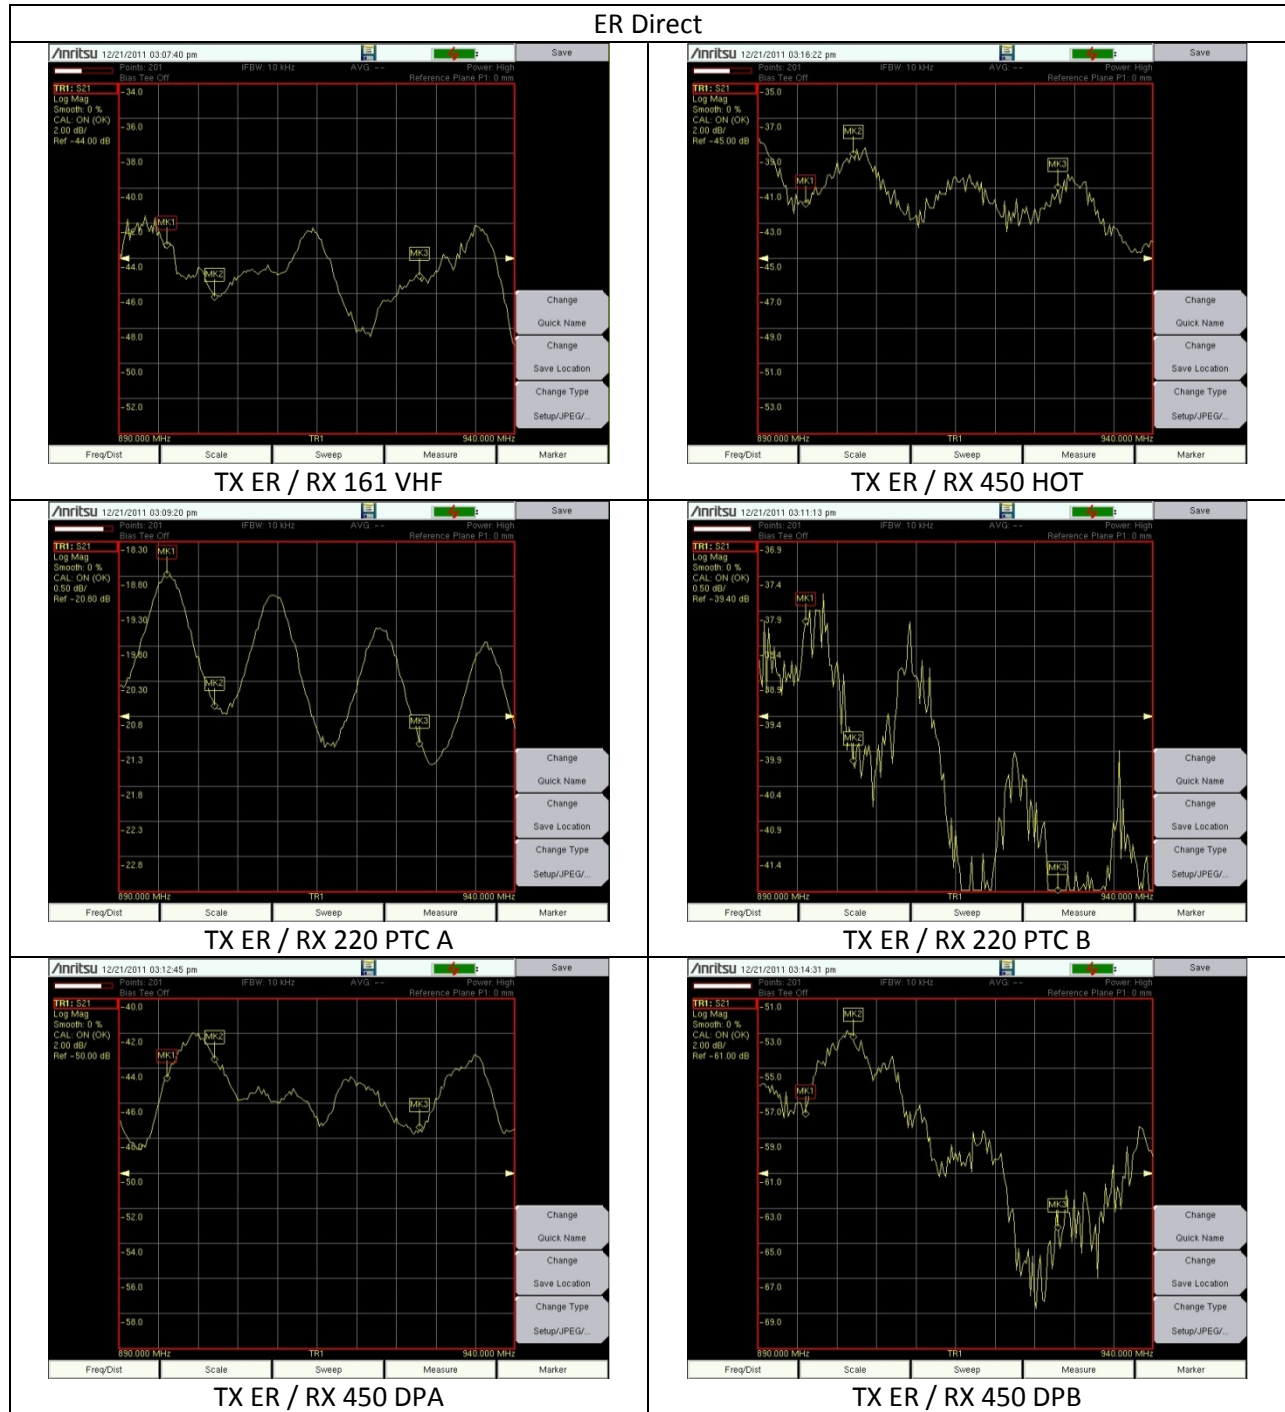 ER Direct
Anritsu 12/21/2011 03:07:40 pm
Save
Points: 201 IFBW: 10 kHz AVG: -- Power: High
Bias Tee Off Reference Plane P1: 0 mm
TR1: S21
Log Mag
Smooth: 0 %
CAL: ON (OK)
2.00 dB/
Ref -44.00 dB
-34.0
-36.0
-38.0
-40.0
-44.0
-46.0
-48.0
-50.0
-52.0
MK1
MK2
MK3
Change
Quick Name
Change
Save Location
Change Type
Setup/JPEG/...
890.000 MHz TR1 940.000 MHz
Freq/Dist Scale Sweep Measure Marker
TX ER / RX 161 VHF
Anritsu 12/21/2011 03:16:22 pm
Save
Points: 201 IFBW: 10 kHz AVG: -- Power: High
Bias Tee Off Reference Plane P1: 0 mm
TR1: S21
Log Mag
Smooth: 0 %
CAL: ON (OK)
2.00 dB/
Ref -45.00 dB
-35.0
-37.0
-39.0
-41.0
-43.0
-45.0
-47.0
-49.0
-51.0
-53.0
MK1
MK2
MK3
Change
Quick Name
Change
Save Location
Change Type
Setup/JPEG/...
890.000 MHz TR1 940.000 MHz
Freq/Dist Scale Sweep Measure Marker
TX ER / RX 450 HOT
Anritsu 12/21/2011 03:09:20 pm
Save
Points: 201 IFBW: 10 kHz AVG: -- Power: High
Bias Tee Off Reference Plane P1: 0 mm
TR1: S21
Log Mag
Smooth: 0 %
CAL: ON (OK)
0.50 dB/
Ref -20.80 dB
-18.30
-18.80
-19.30
-19.80
-20.30
-20.8
-21.3
-21.8
-22.3
-22.8
MK1
MK2
MK3
Change
Quick Name
Change
Save Location
Change Type
Setup/JPEG/...
890.000 MHz TR1 940.000 MHz
Freq/Dist Scale Sweep Measure Marker
TX ER / RX 220 PTC A
Anritsu 12/21/2011 03:11:13 pm
Save
Points: 201 IFBW: 10 kHz AVG: -- Power: High
Bias Tee Off Reference Plane P1: 0 mm
TR1: S21
Log Mag
Smooth: 0 %
CAL: ON (OK)
0.50 dB/
Ref -39.40 dB
-36.9
-37.4
-37.9
-38.4
-38.9
-39.4
-39.9
-40.4
-40.9
-41.4
MK1
MK2
MK3
Change
Quick Name
Change
Save Location
Change Type
Setup/JPEG/...
890.000 MHz TR1 940.000 MHz
Freq/Dist Scale Sweep Measure Marker
TX ER / RX 220 PTC B
Anritsu 12/21/2011 03:12:45 pm
Save
Points: 201 IFBW: 10 kHz AVG: -- Power: High
Bias Tee Off Reference Plane P1: 0 mm
TR1: S21
Log Mag
Smooth: 0 %
CAL: ON (OK)
2.00 dB/
Ref -50.00 dB
-40.0
-42.0
-44.0
-46.0
-48.0
-50.0
-52.0
-54.0
-56.0
-58.0
MK1
MK2
MK3
Change
Quick Name
Change
Save Location
Change Type
Setup/JPEG/...
890.000 MHz TR1 940.000 MHz
Freq/Dist Scale Sweep Measure Marker
TX ER / RX 450 DPA
Anritsu 12/21/2011 03:14:31 pm
Save
Points: 201 IFBW: 10 kHz AVG: -- Power: High
Bias Tee Off Reference Plane P1: 0 mm
TR1: S21
Log Mag
Smooth: 0 %
CAL: ON (OK)
2.00 dB/
Ref -61.00 dB
-51.0
-53.0
-55.0
-57.0
-59.0
-61.0
-63.0
-65.0
-67.0
-69.0
MK1
MK2
MK3
Change
Quick Name
Change
Save Location
Change Type
Setup/JPEG/...
890.000 MHz TR1 940.000 MHz
Freq/Dist Scale Sweep Measure Marker
TX ER / RX 450 DPB